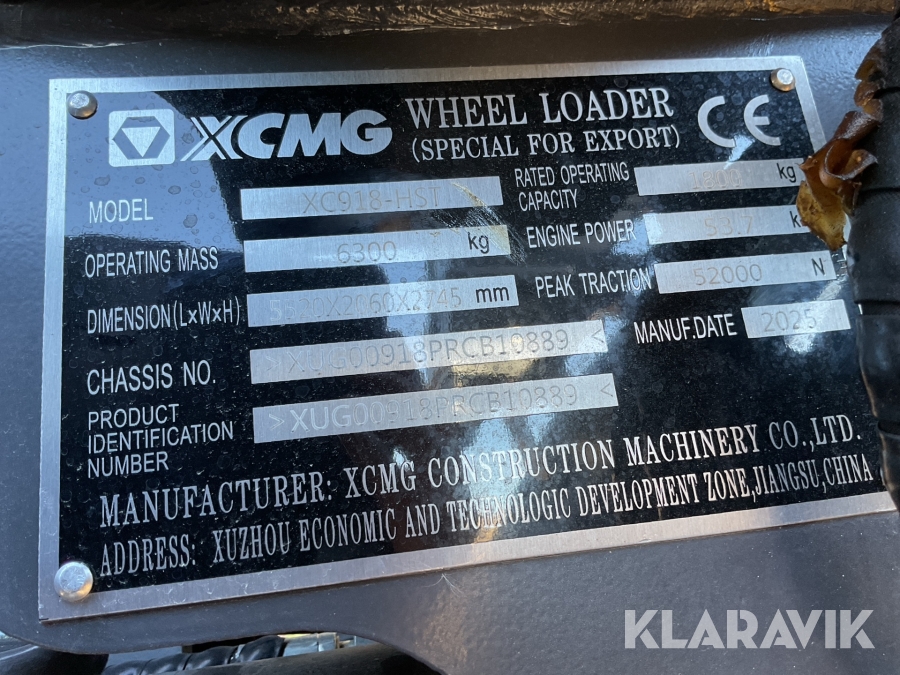 XCMG
WHEEL LOADER
(SPECIAL FOR EXPORT)
CE
MODEL XC918-HST
RATED OPERATING CAPACITY 1800 kg
OPERATING MASS 6300 kg
ENGINE POWER 53.7
DIMENSION(LxWxH) mm
PEAK TRACTION 52000 N
CHASSIS NO. >XUG00918PRCB10889<
MANUF.DATE 2025
PRODUCT
IDENTIFICATION
NUMBER >XUG00918PRCB10889<
MANUFACTURER: XCMG CONSTRUCTION MACHINERY CO.,LTD.
ADDRESS: XUZHOU ECONOMIC AND TECHNOLOGIC DEVELOPMENT ZONE,JIANGSU,CHINA
KLARAVIK